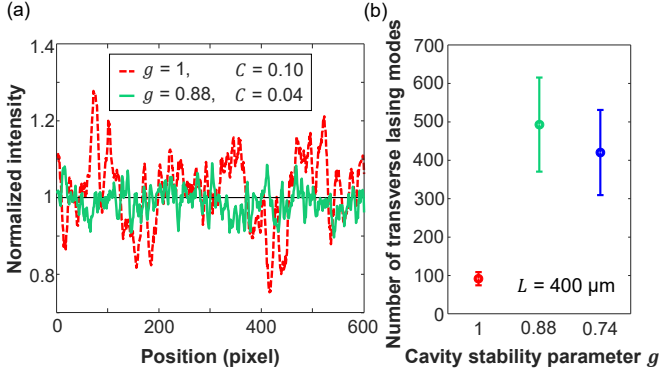 (a)
1.4
1.2
1
0.8
Normalized intensity
g = 1, C = 0.10
g = 0.88, C = 0.04
0
200
400
600
Position (pixel)
(b)
700
600
500
400
300
200
100
0
Number of transverse lasing modes
L = 400 μm
1
0.88
0.74
Cavity stability parameter g